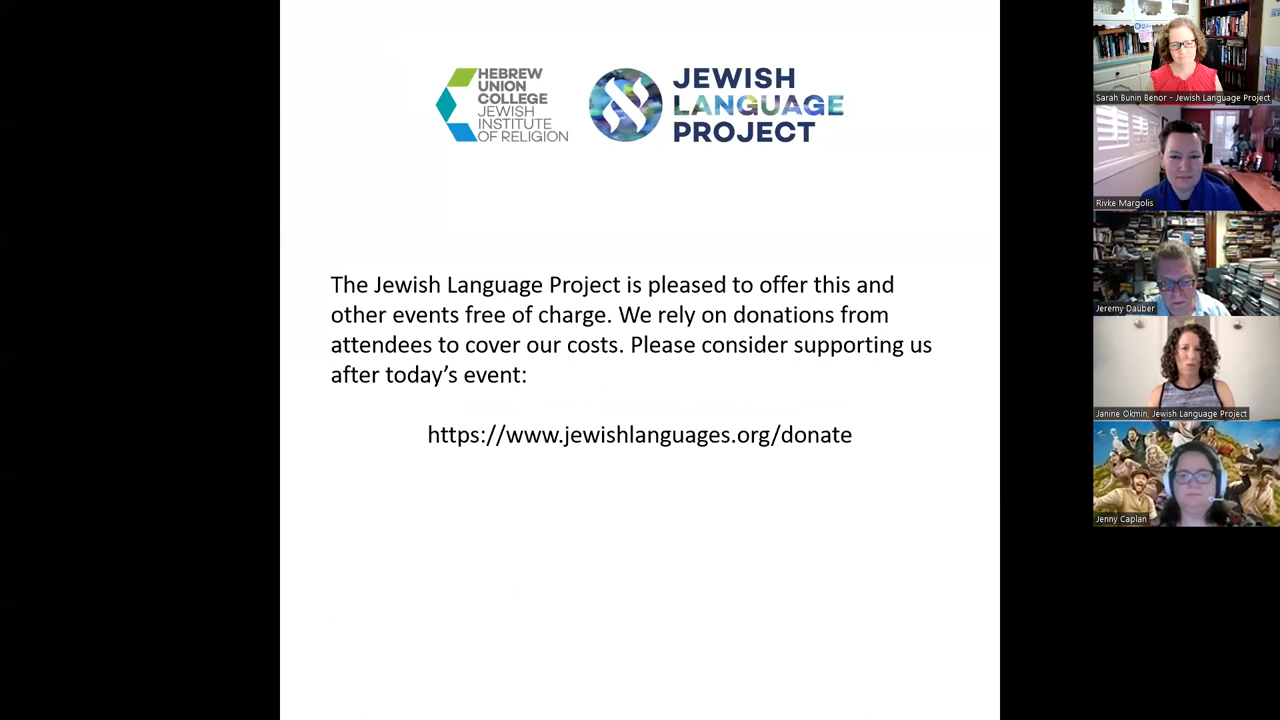 HEBREW
UNION
COLLEGE
JEWISH
INSTITUTE
OF RELIGION
JEWISH
LANGUAGE
PROJECT
The Jewish Language Project is pleased to offer this and
other events free of charge. We rely on donations from
attendees to cover our costs. Please consider supporting us
after today's event:
https://www.jewishlanguages.org/donate
Sarah Bunin Benor - Jewish Language Project
Rivke Margolis
Jeremy Dauber
Janine Okmin, Jewish Language Project
Jenny Caplan